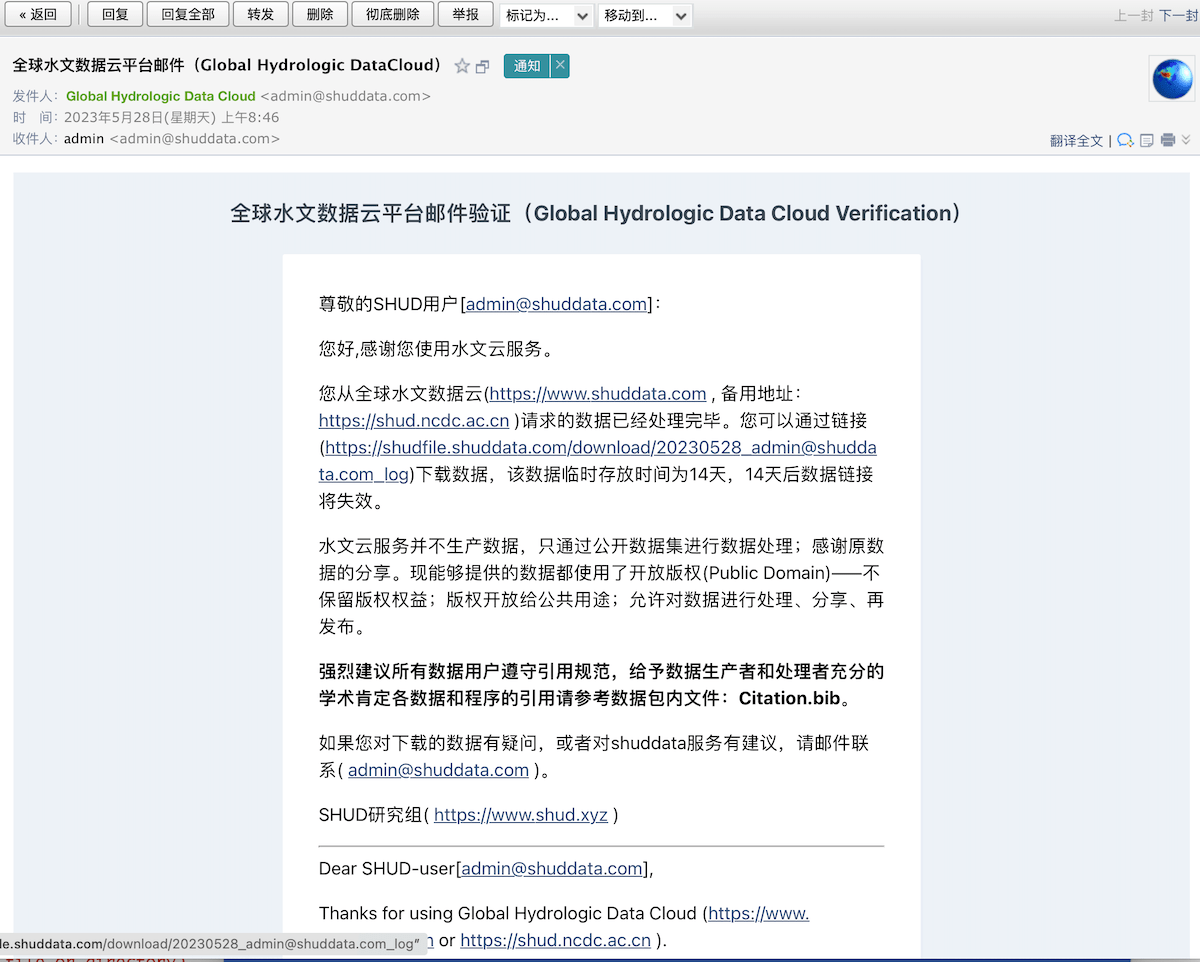 « 返回 回复 回复全部 转发 删除 彻底删除 举报 标记为... 移动到... 上一封 下一封
全球水文数据云平台邮件（Global Hydrologic DataCloud） 通知 ×
发件人：Global Hydrologic Data Cloud <admin@shuddata.com>
时 间：2023年5月28日(星期天) 上午8:46
收件人：admin <admin@shuddata.com>
翻译全文 |
全球水文数据云平台邮件验证（Global Hydrologic Data Cloud Verification）
尊敬的SHUD用户[admin@shuddata.com]：
您好,感谢您使用水文云服务。
您从全球水文数据云(https://www.shuddata.com , 备用地址：
https://shud.ncdc.ac.cn )请求的数据已经处理完毕。您可以通过链接
(https://shudfile.shuddata.com/download/20230528_admin@shudda
ta.com_log)下载数据，该数据临时存放时间为14天，14天后数据链接
将失效。
水文云服务并不生产数据，只通过公开数据集进行数据处理；感谢原数
据的分享。现能够提供的数据都使用了开放版权(Public Domain)——不
保留版权权益；版权开放给公共用途；允许对数据进行处理、分享、再
发布。
强烈建议所有数据用户遵守引用规范，给予数据生产者和处理者充分的
学术肯定各数据和程序的引用请参考数据包内文件：Citation.bib。
如果您对下载的数据有疑问，或者对shuddata服务有建议，请邮件联
系( admin@shuddata.com )。
SHUD研究组( https://www.shud.xyz )
Dear SHUD-user[admin@shuddata.com],
Thanks for using Global Hydrologic Data Cloud (https://www.
or https://shud.ncdc.ac.cn ).
le.shuddata.com/download/20230528_admin@shuddata.com_log”